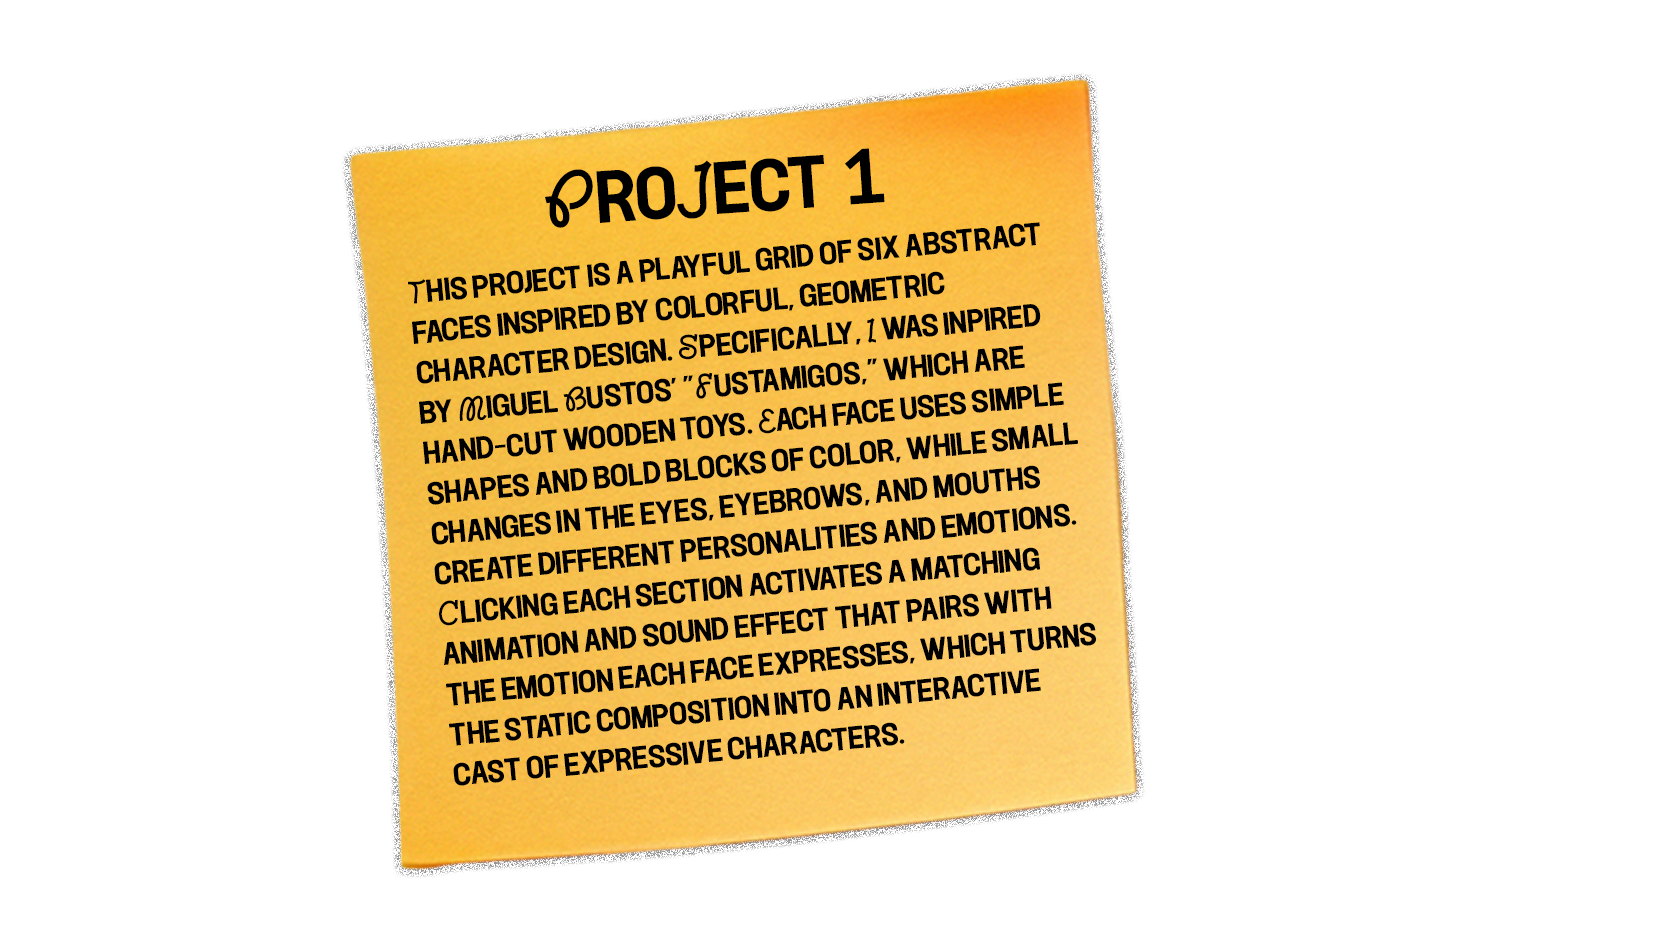 PROJECT 1
THIS PROJECT IS A PLAYFUL GRID OF SIX ABSTRACT
FACES INSPIRED BY COLORFUL, GEOMETRIC
CHARACTER DESIGN. SPECIFICALLY, I WAS INPIRED
BY MIGUEL BUSTOS' "FUSTAMIGOS," WHICH ARE
HAND-CUT WOODEN TOYS. EACH FACE USES SIMPLE
SHAPES AND BOLD BLOCKS OF COLOR, WHILE SMALL
CHANGES IN THE EYES, EYEBROWS, AND MOUTHS
CREATE DIFFERENT PERSONALITIES AND EMOTIONS.
CLICKING EACH SECTION ACTIVATES A MATCHING
ANIMATION AND SOUND EFFECT THAT PAIRS WITH
THE EMOTION EACH FACE EXPRESSES, WHICH TURNS
THE STATIC COMPOSITION INTO AN INTERACTIVE
CAST OF EXPRESSIVE CHARACTERS.